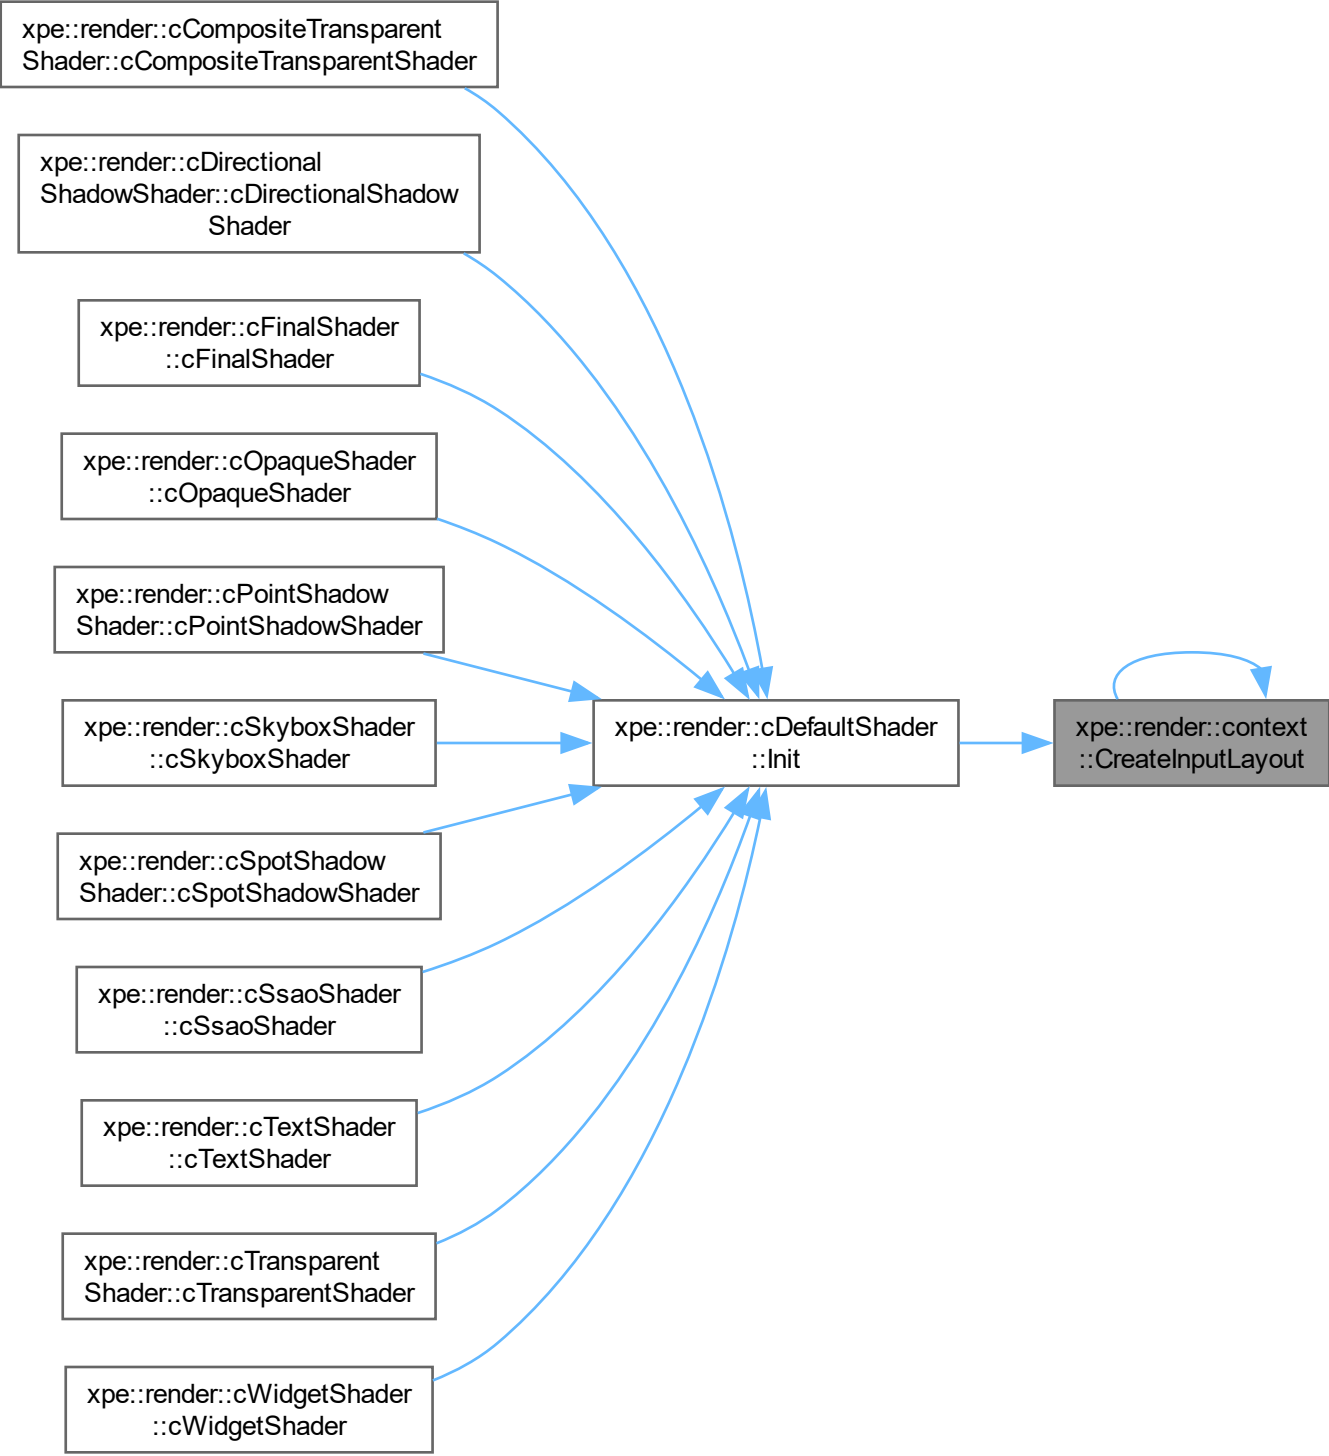 xpe::render::cCompositeTransparent
Shader::cCompositeTransparentShader
xpe::render::cDirectional
ShadowShader::cDirectionalShadow
Shader
xpe::render::cFinalShader
::cFinalShader
xpe::render::cOpaqueShader
::cOpaqueShader
xpe::render::cPointShadow
Shader::cPointShadowShader
xpe::render::cSkyboxShader
::cSkyboxShader
xpe::render::cSpotShadow
Shader::cSpotShadowShader
xpe::render::cSsaoShader
::cSsaoShader
xpe::render::cTextShader
::cTextShader
xpe::render::cTransparent
Shader::cTransparentShader
xpe::render::cWidgetShader
::cWidgetShader
xpe::render::cDefaultShader
::Init
xpe::render::context
::CreateInputLayout